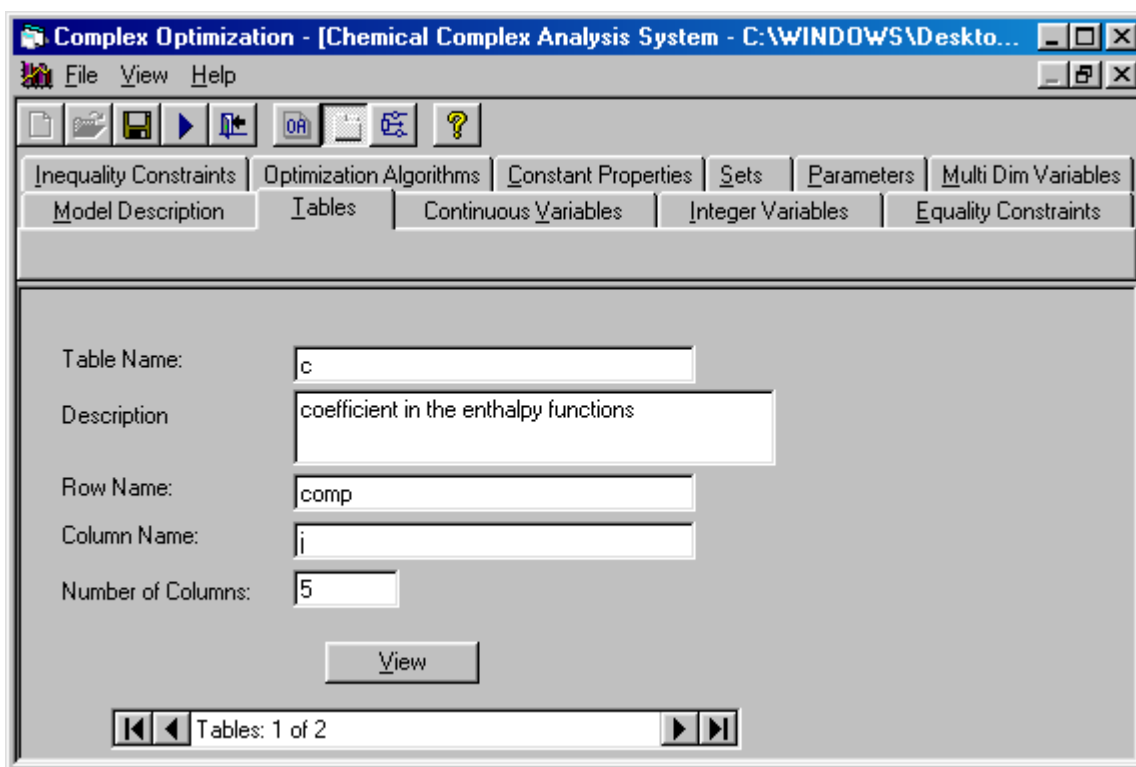 Complex Optimization - [Chemical Complex Analysis System - C:\WINDOWS\Deskto...
File View Help
OA ?
Inequality Constraints Optimization Algorithms Constant Properties Sets Parameters Multi Dim Variables
Model Description Tables Continuous Variables Integer Variables Equality Constraints
Table Name: c
Description coefficient in the enthalpy functions
Row Name: comp
Column Name: j
Number of Columns: 5
View
Tables: 1 of 2